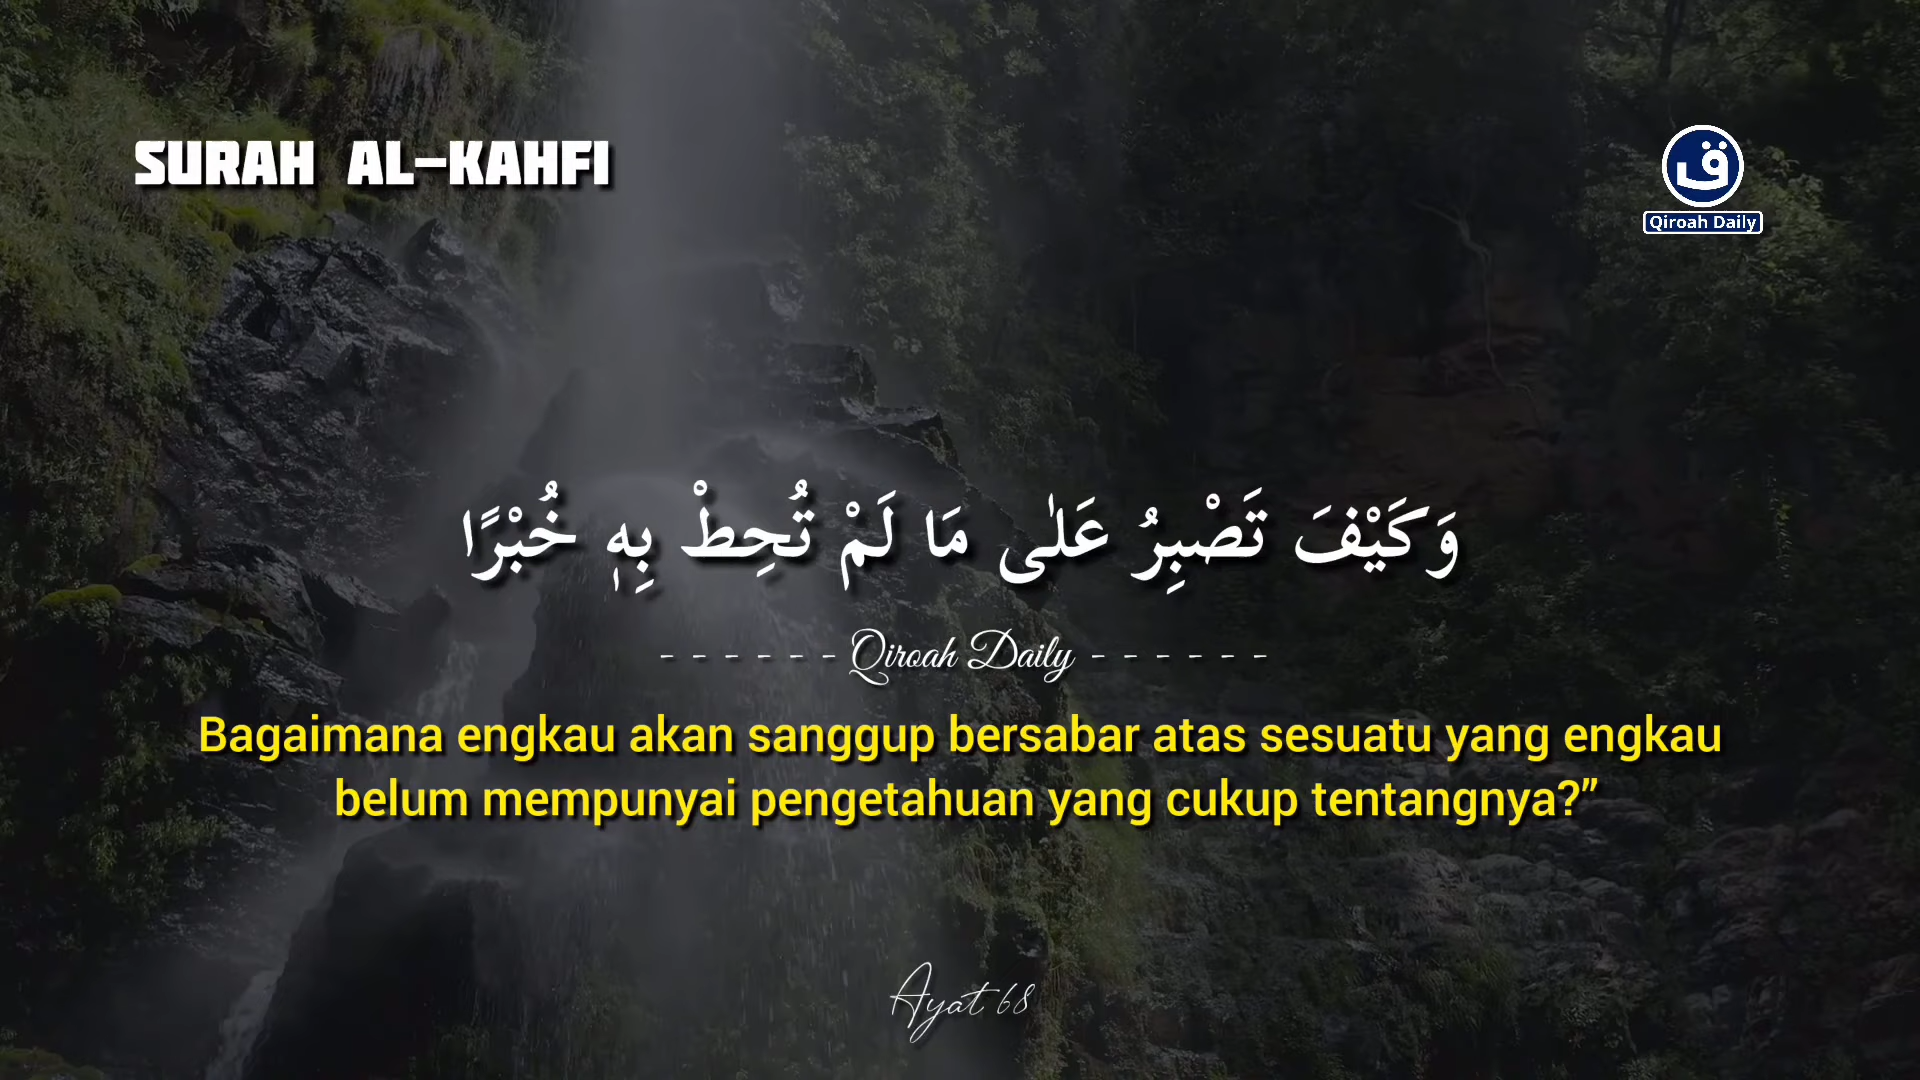 SURAH AL-KAHFI
ق
Qiroah Daily
وَكَيْفَ تَصْبِرُ عَلٰى مَا لَمْ تُحِطْ بِهٖ خُبْرًا
- - - - - - Qiroah Daily - - - - - -
Bagaimana engkau akan sanggup bersabar atas sesuatu yang engkau
belum mempunyai pengetahuan yang cukup tentangnya?”
Ayat 68